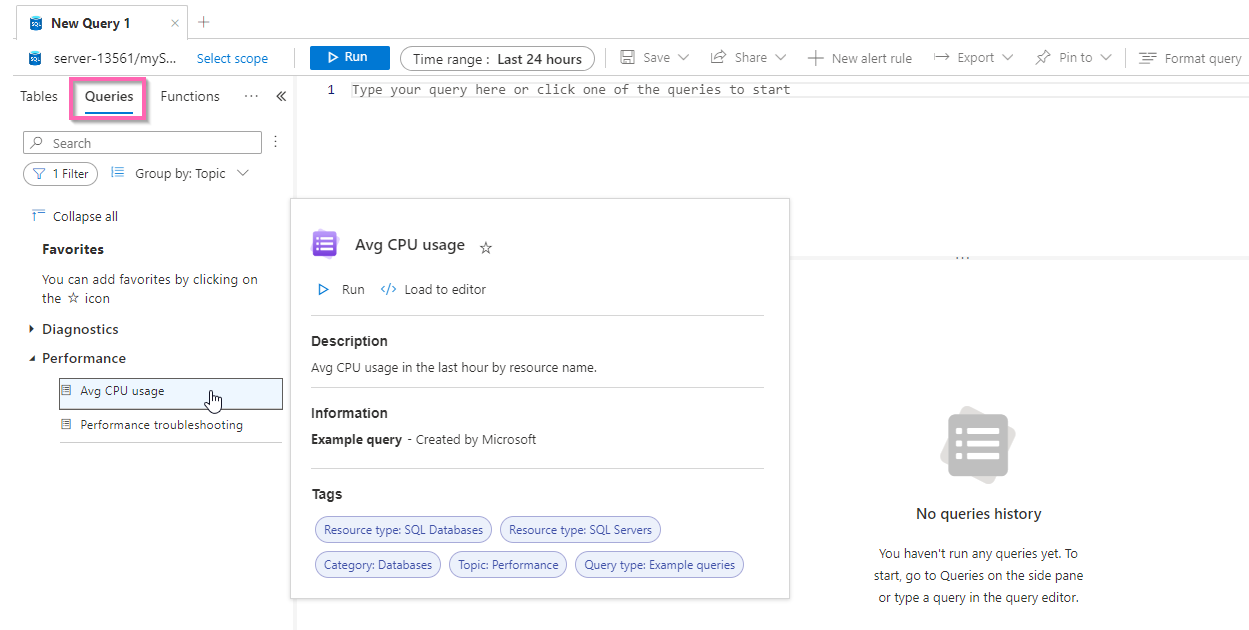 New Query 1
server-13561/myS...
Select scope
Run
Time range : Last 24 hours
Save
Share
New alert rule
Export
Pin to
Format query
Tables
Queries
Functions
1 Type your query here or click one of the queries to start
Search
1 Filter
Group by: Topic
Collapse all
Favorites
You can add favorites by clicking on
the ☆ icon
Diagnostics
Performance
Avg CPU usage
Performance troubleshooting
Avg CPU usage
Run
</> Load to editor
Description
Avg CPU usage in the last hour by resource name.
Information
Example query - Created by Microsoft
Tags
Resource type: SQL Databases
Resource type: SQL Servers
Category: Databases
Topic: Performance
Query type: Example queries
No queries history
You haven't run any queries yet. To
start, go to Queries on the side pane
or type a query in the query editor.